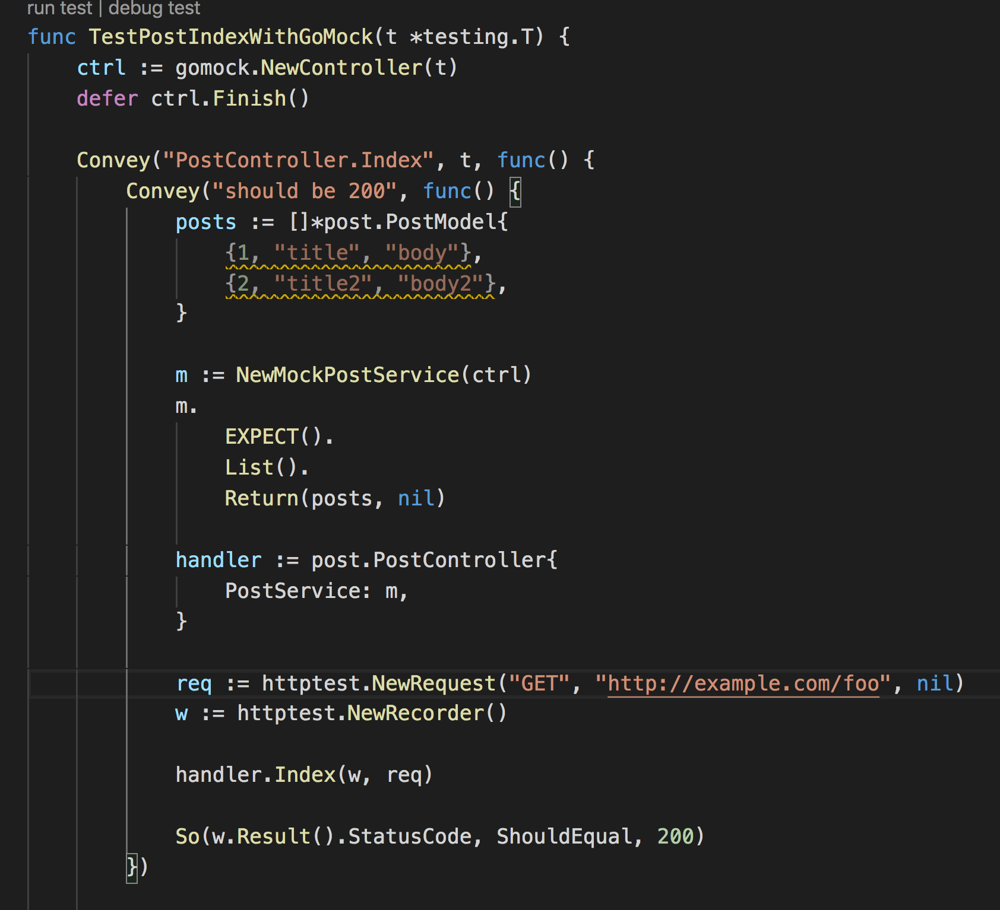 run test | debug test
func TestPostIndexWithGoMock(t *testing.T) {
ctrl := gomock.NewController(t)
defer ctrl.Finish()
Convey("PostController.Index", t, func() {
Convey("should be 200", func() {
posts := []*post.PostModel{
{1, "title", "body"},
{2, "title2", "body2"},
}
m := NewMockPostService(ctrl)
m.
EXPECT().
List().
Return(posts, nil)
handler := post.PostController{
PostService: m,
}
req := httptest.NewRequest("GET", "http://example.com/foo", nil)
w := httptest.NewRecorder()
handler.Index(w, req)
So(w.Result().StatusCode, ShouldEqual, 200)
})